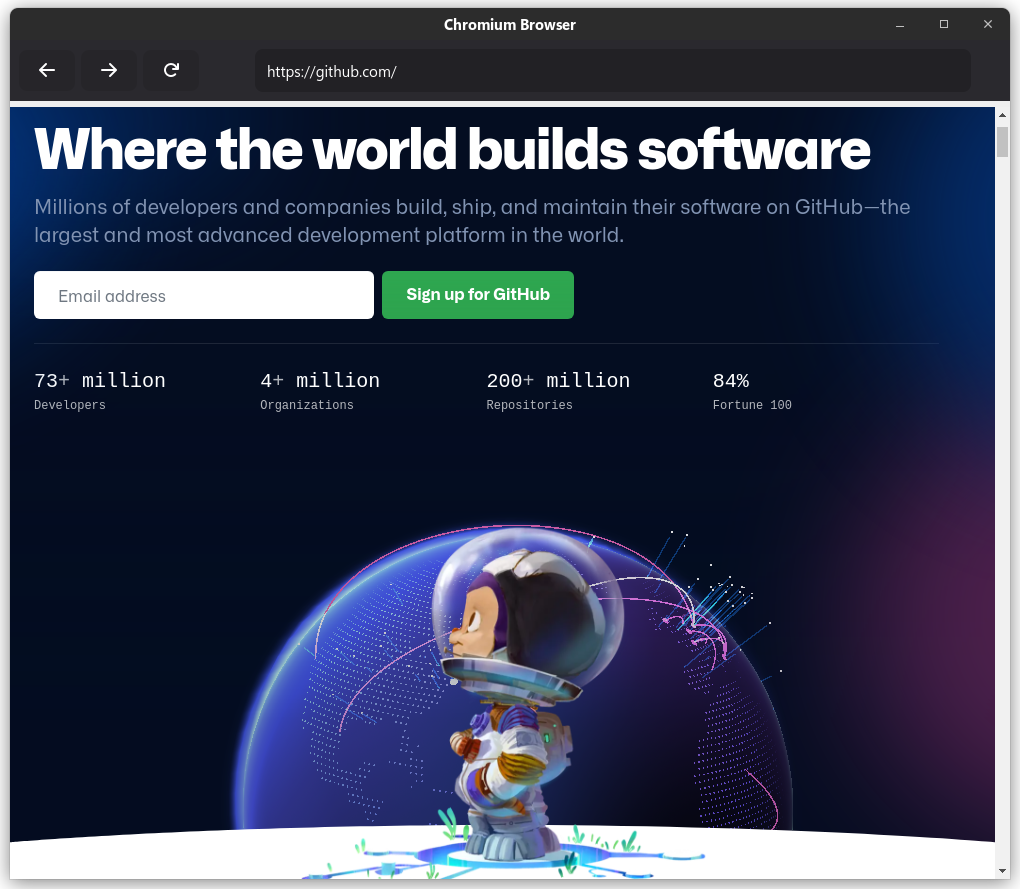 Chromium Browser
https://github.com/
Where the world builds software
Millions of developers and companies build, ship, and maintain their software on GitHub—the
largest and most advanced development platform in the world.
Email address
Sign up for GitHub
73+ million
Developers
4+ million
Organizations
200+ million
Repositories
84%
Fortune 100